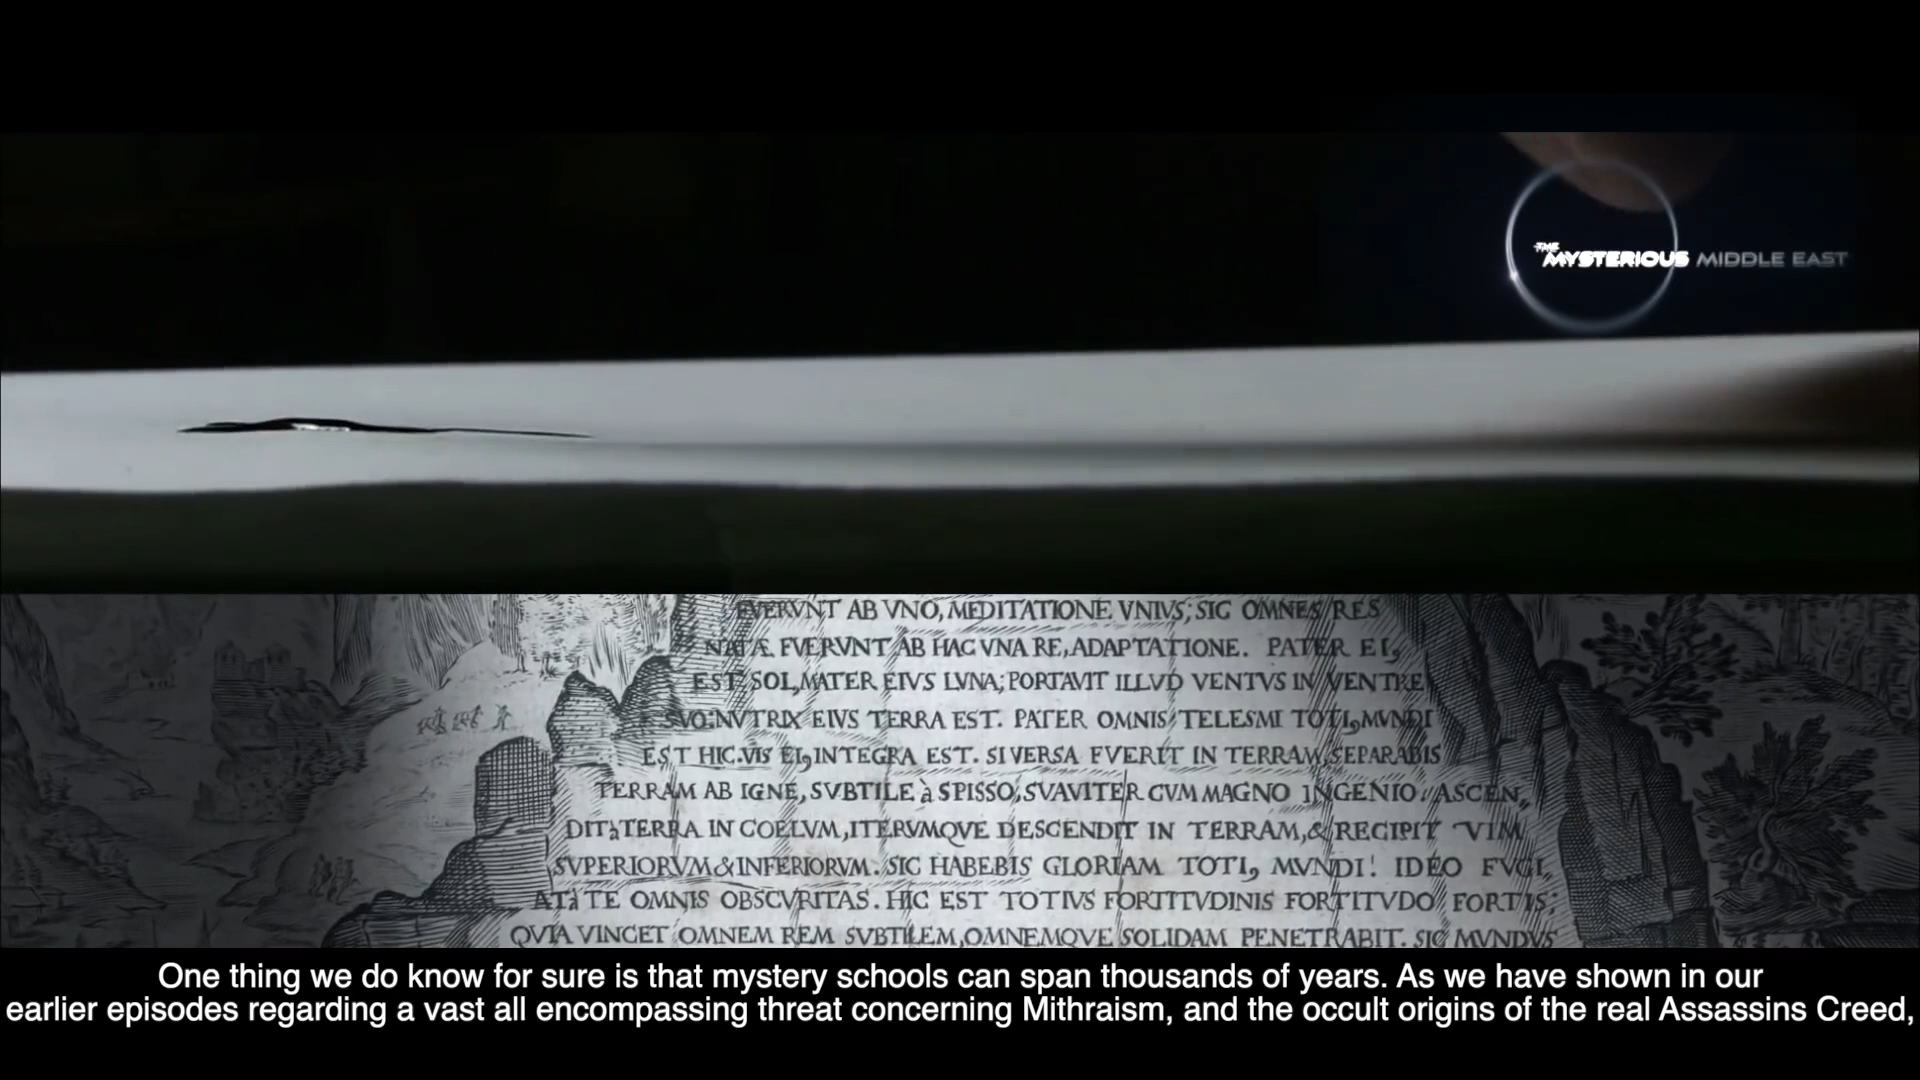 THE
MYSTERIOUS MIDDLE EAST
FVERVNT AB VNO, MEDITATIONE VNIVS; SIC OMNES RES
NATÆ FVERVNT AB HAC VNA RE, ADAPTATIONE. PATER EI9
EST SOL, MATER EIVS LVNA; PORTAVIT ILLVD VENTVS IN VENTRE
SVO; NVTRIX EIVS TERRA EST. PATER OMNIS TELESMI TOTI9 MVNDI
EST HIC. VIS EI9 INTEGRA EST. SI VERSA FVERIT IN TERRAM, SEPARABIS
TERRAM AB IGNE, SVBTILE à SPISSO, SVAVITER CVM MAGNO INGENIO. ASCEN,
DIT à TERRA IN COELVM, ITERVMQVE DESCENDIT IN TERRAM, & RECIPIT VIM
SVPERIORVM & INFERIORVM. SIC HABEBIS GLORIAM TOTI9 MVNDI! IDEO FVGI,
AT à TE OMNIS OBSCVRITAS. HIC EST TOTIVS FORTITVDINIS FORTITVDO FORTIS;
QVIA VINCET OMNEM REM SVBTILEM, OMNEMQVE SOLIDAM PENETRABIT. SIC MVNDVS
One thing we do know for sure is that mystery schools can span thousands of years. As we have shown in our
earlier episodes regarding a vast all encompassing threat concerning Mithraism, and the occult origins of the real Assassins Creed,